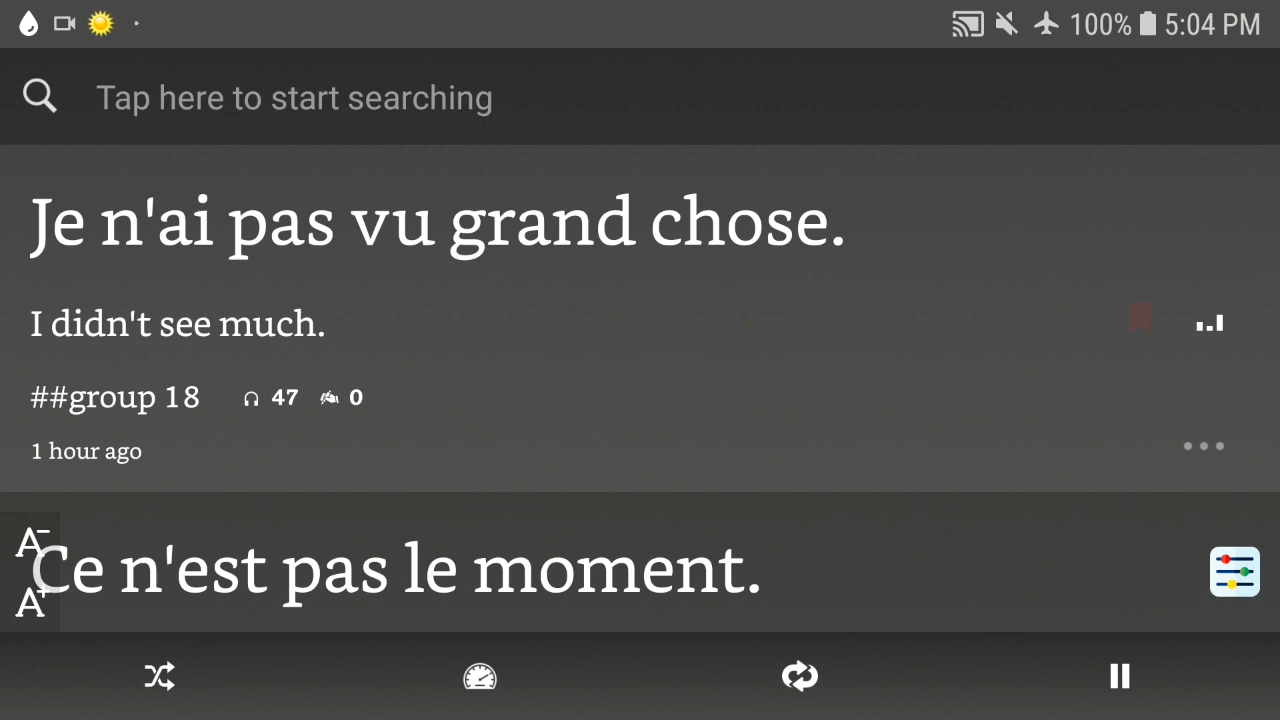 100% 5:04 PM
Tap here to start searching
Je n'ai pas vu grand chose.
I didn't see much.
##group 18 47 0
1 hour ago
A-
Ce n'est pas le moment.
A+